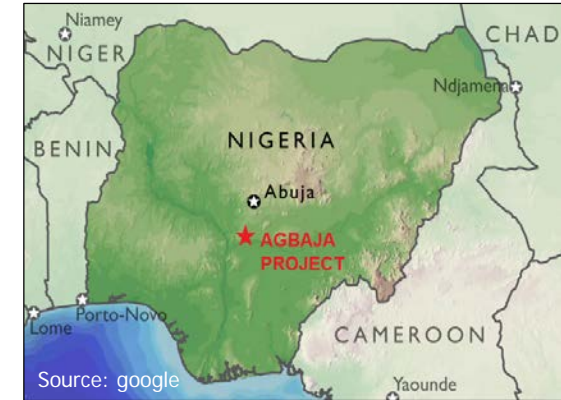 Niamey
NIGER
CHAD
Ndjamena
BENIN
NIGERIA
Abuja
AGBAJA
PROJECT
Porto-Novo
Lome
CAMEROON
Source: google
Yaounde